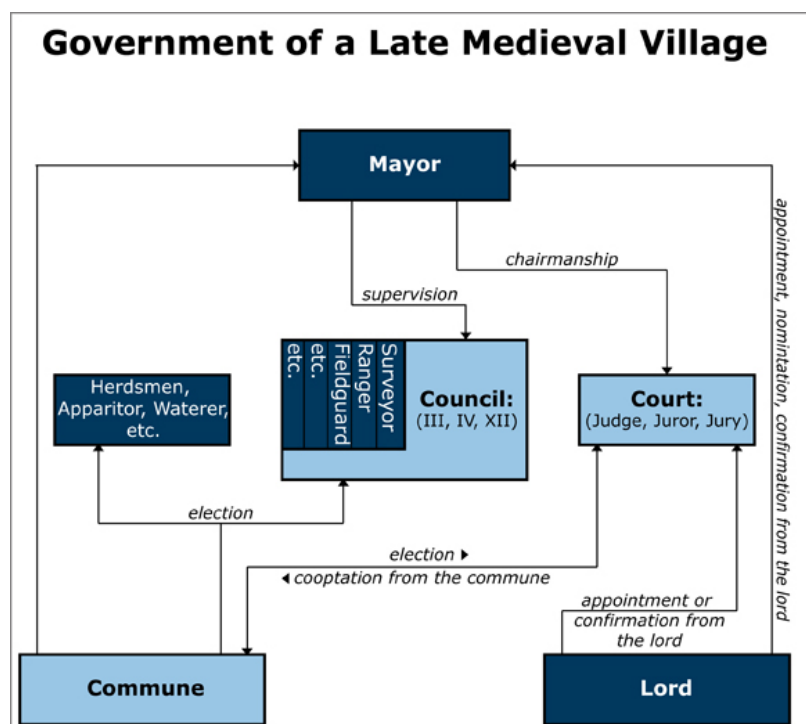 Government of a Late Medieval Village
Mayor
appointment, nomintation, confirmation from the lord
chairmanship
supervision
Surveyor
Ranger
Fieldguard
etc.
etc.
Council:
(III, IV, XII)
Herdsmen,
Apparitor, Waterer,
etc.
Court:
(Judge, Juror, Jury)
election
election ▸
◂ cooptation from the commune
appointment or
confirmation from
the lord
Commune
Lord